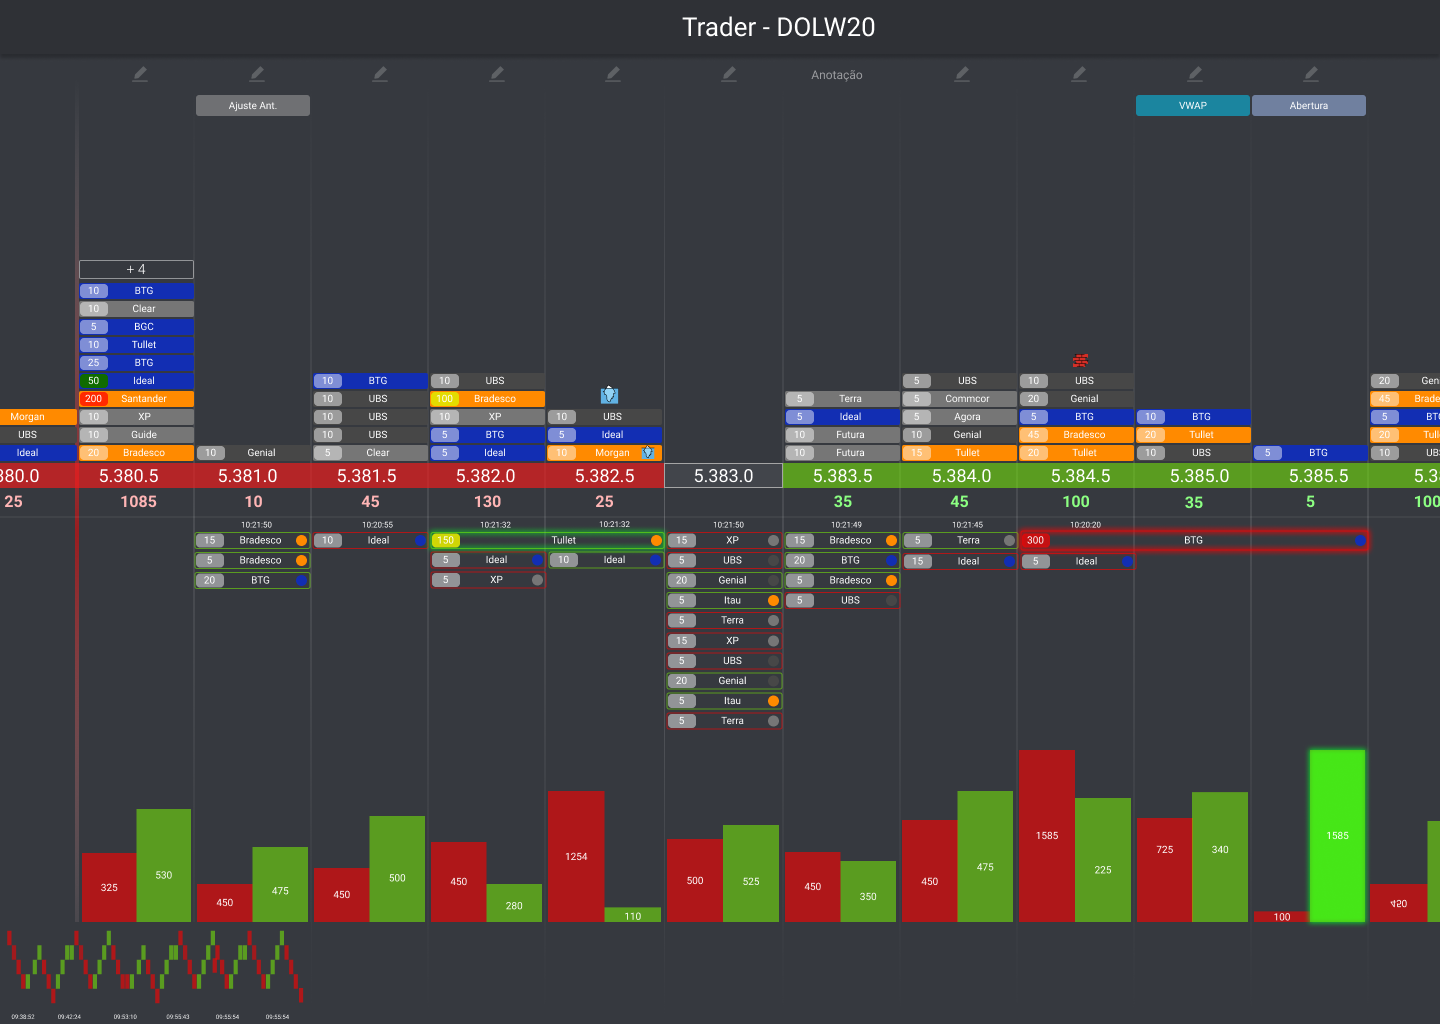 Trader - DOLW20
Anotação
Ajuste Ant.
VWAP
Abertura
+ 4
10 BTG
10 Clear
5 BGC
10 Tullet
25 BTG
50 Ideal
10 BTG
10 UBS
5 UBS
10 UBS
20 Geni
200 Santander
10 UBS
100 Bradesco
5 Terra
5 Commcor
20 Genial
45 Brade
Morgan
10 XP
10 UBS
10 XP
10 UBS
5 Ideal
5 Agora
5 BTG
10 BTG
5 BTG
UBS
10 Guide
10 UBS
5 BTG
5 Ideal
10 Futura
10 Genial
45 Bradesco
20 Tullet
20 Tulle
Ideal
20 Bradesco
10 Genial
5 Clear
5 Ideal
10 Morgan
10 Futura
15 Tullet
20 Tullet
10 UBS
5 BTG
10 UBS
380.0 5.380.5 5.381.0 5.381.5 5.382.0 5.382.5 5.383.0 5.383.5 5.384.0 5.384.5 5.385.0 5.385.5 5.3
25 1085 10 45 130 25 35 45 100 35 5 100
10:21:50 10:20:55 10:21:32 10:21:32 10:21:50 10:21:49 10:21:45 10:20:20
15 Bradesco
10 Ideal
150 Tullet
15 XP
15 Bradesco
5 Terra
300 BTG
5 Bradesco
5 Ideal
10 Ideal
5 UBS
20 BTG
15 Ideal
5 Ideal
20 BTG
5 XP
20 Genial
5 Bradesco
5 Itau
5 UBS
5 Terra
15 XP
5 UBS
20 Genial
5 Itau
5 Terra
325 530 450 475 450 500 450 280 1254 110 500 525 450 350 450 475 1585 225 725 340 100 1585
09:38:52 09:42:24 09:53:10 09:55:43 09:55:54 09:55:54